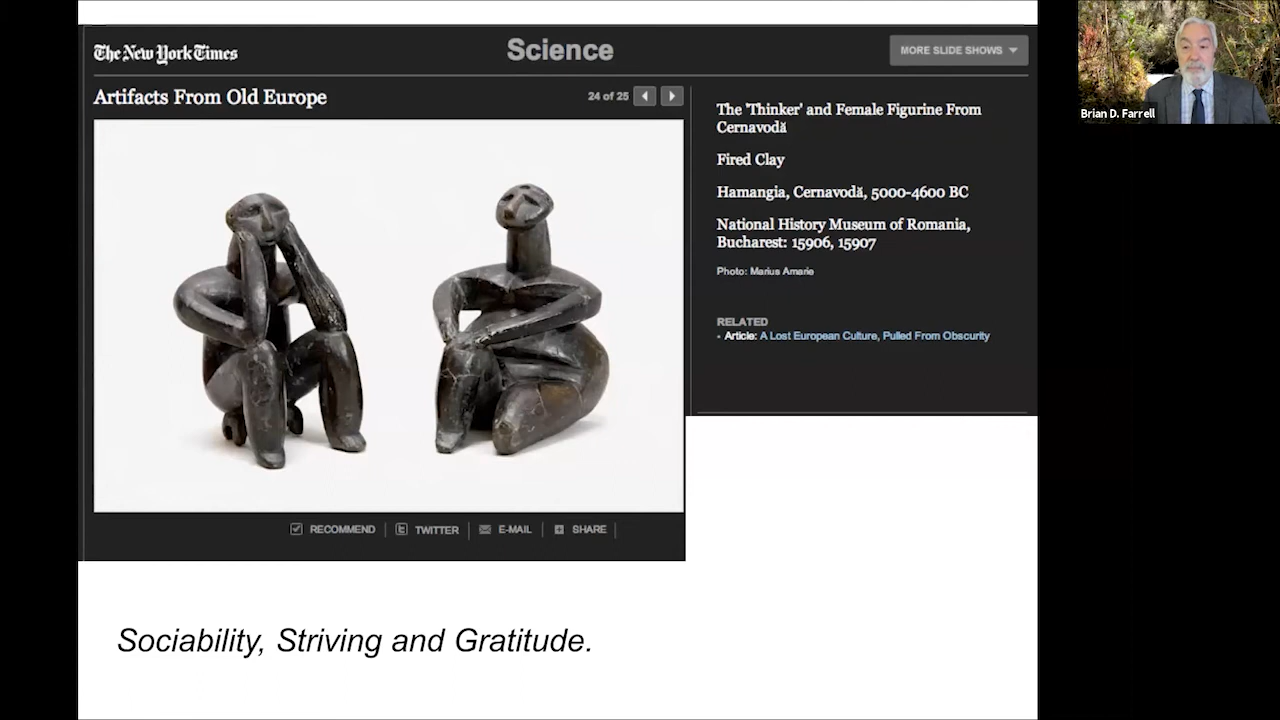 The New York Times
Science
MORE SLIDE SHOWS
Artifacts From Old Europe
24 of 25
The 'Thinker' and Female Figurine From
Cernavodă
Fired Clay
Hamangia, Cernavodă, 5000-4600 BC
National History Museum of Romania,
Bucharest: 15906, 15907
Photo: Marius Amarie
RELATED
• Article: A Lost European Culture, Pulled From Obscurity
RECOMMEND
TWITTER
E-MAIL
SHARE
Sociability, Striving and Gratitude.
Brian D. Farrell